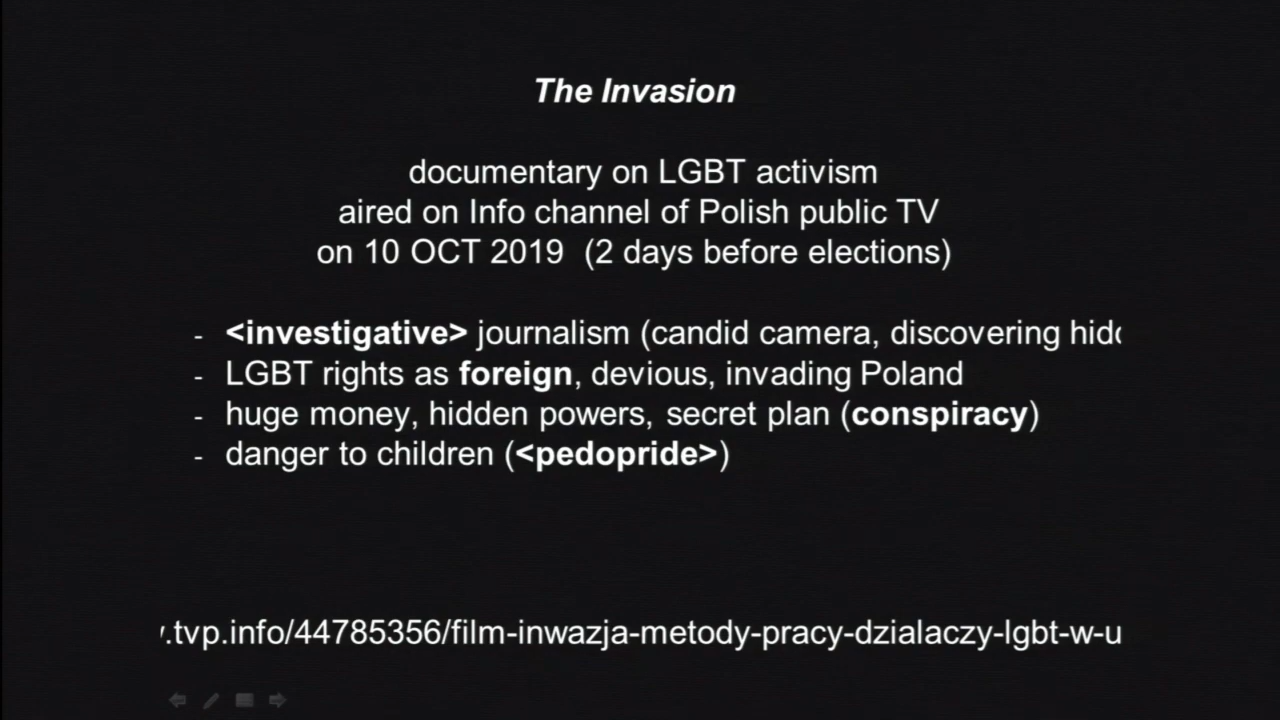 The Invasion
documentary on LGBT activism
aired on Info channel of Polish public TV
on 10 OCT 2019 (2 days before elections)
- <investigative> journalism (candid camera, discovering
- LGBT rights as foreign, devious, invading Poland
- huge money, hidden powers, secret plan (conspiracy)
- danger to children (<pedopride>)
.tvp.info/44785356/film-inwazja-metody-pracy-dzialaczy-lgbt-w-u